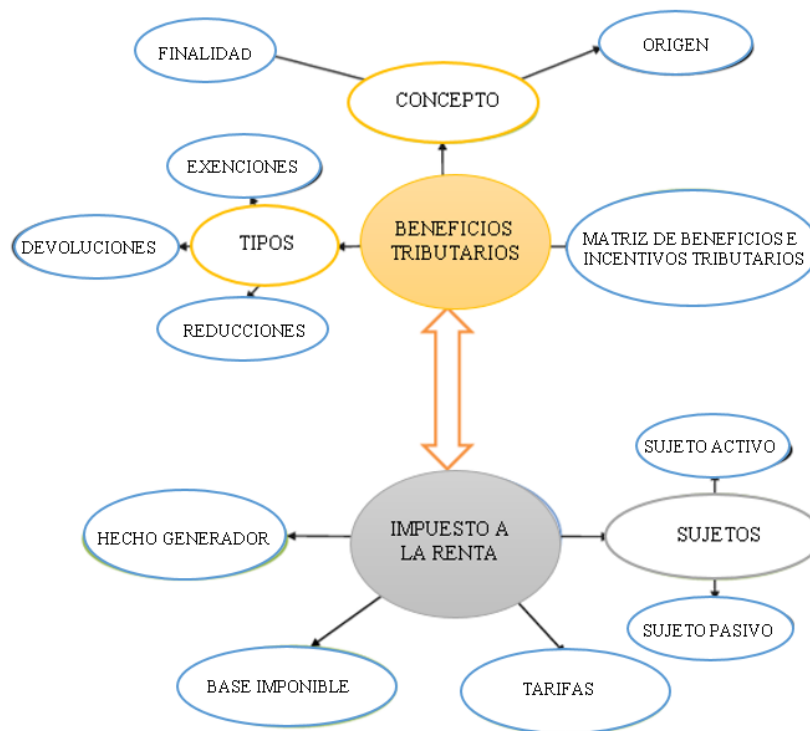 FINALIDAD
ORIGEN
CONCEPTO
EXENCIONES
DEVOLUCIONES
TIPOS
BENEFICIOS
TRIBUTARIOS
MATRIZ DE BENEFICIOS E
INCENTIVOS TRIBUTARIOS
REDUCCIONES
SUJETO ACTIVO
HECHO GENERADOR
IMPUESTO A
LA RENTA
SUJETOS
SUJETO PASIVO
BASE IMPONIBLE
TARIFAS